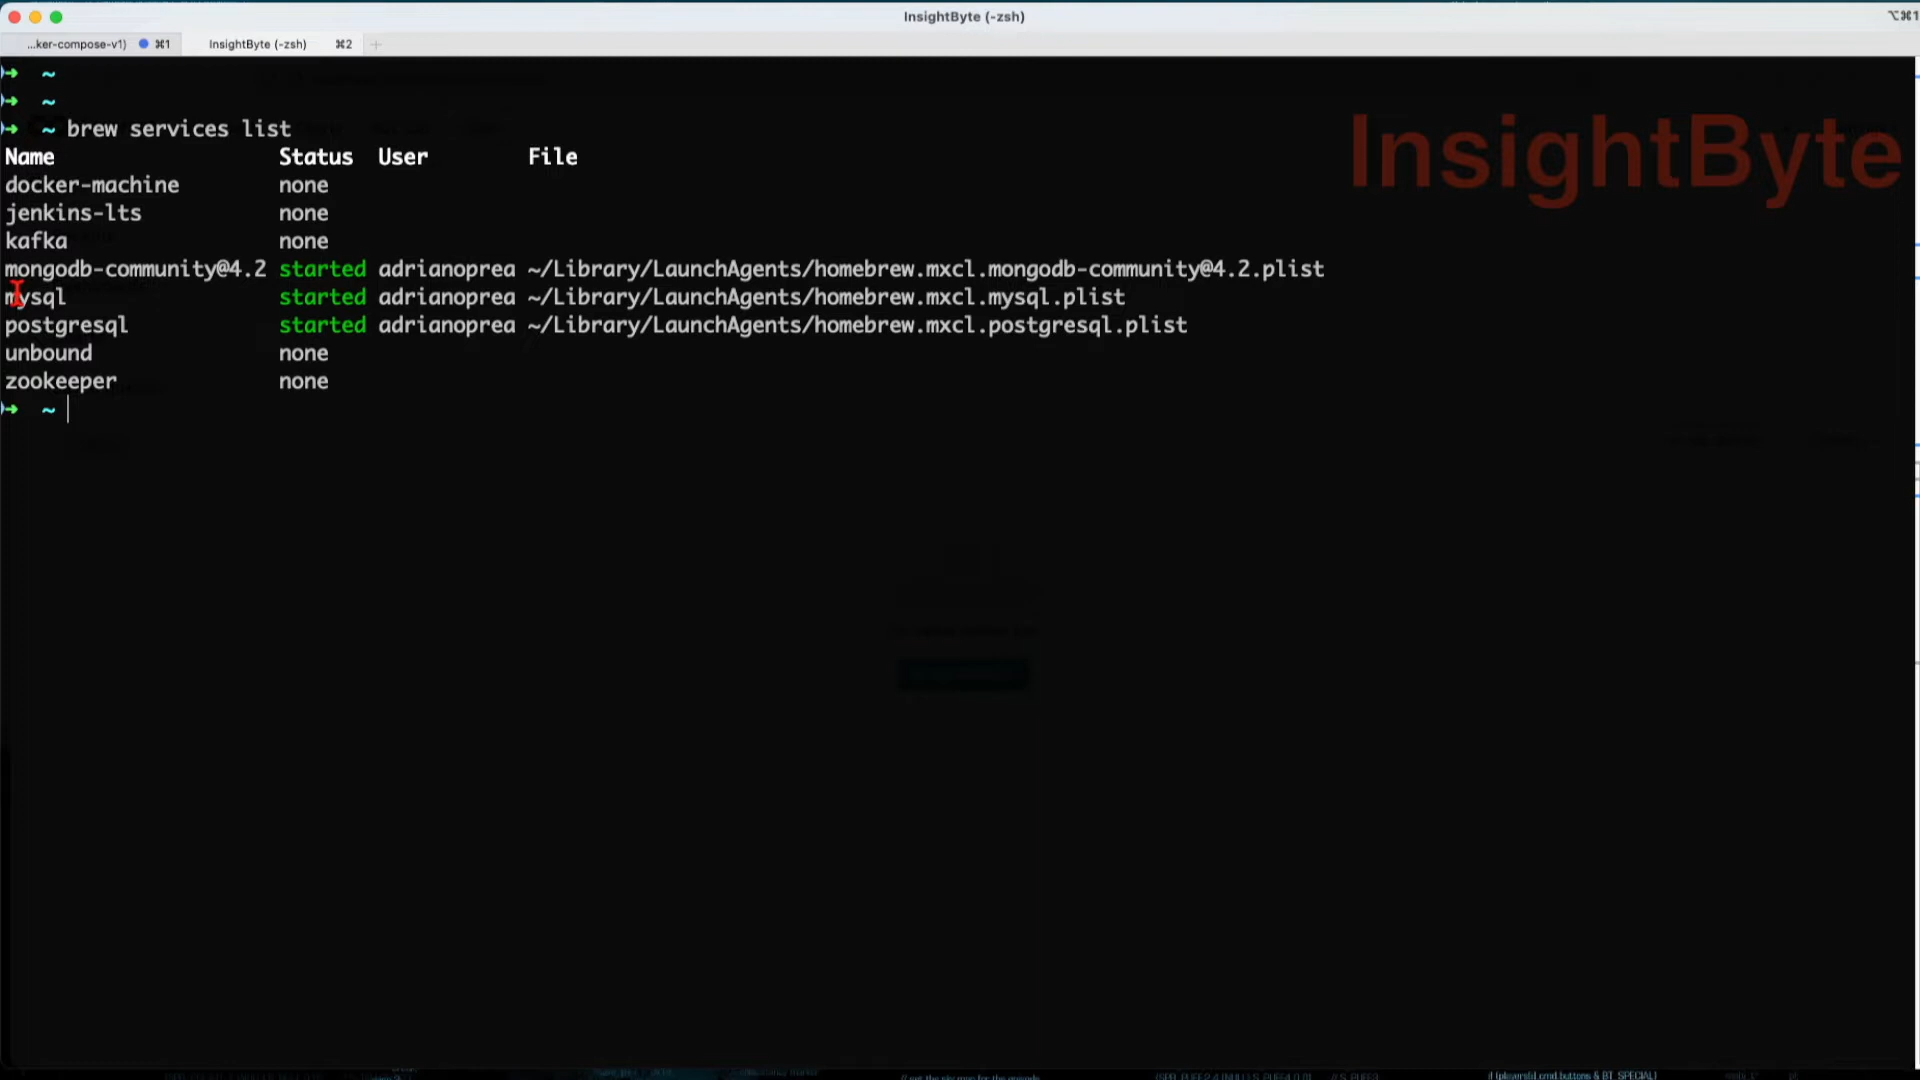 InsightByte (-zsh)
⌥⌘1
...ker-compose-v1) ⌘1
InsightByte (-zsh) ⌘2
+
➜ ~
➜ ~
➜ ~ brew services list
InsightByte
Name Status User File
docker-machine none
jenkins-lts none
kafka none
mongodb-community@4.2 started adrianoprea ~/Library/LaunchAgents/homebrew.mxcl.mongodb-community@4.2.plist
mysql started adrianoprea ~/Library/LaunchAgents/homebrew.mxcl.mysql.plist
postgresql started adrianoprea ~/Library/LaunchAgents/homebrew.mxcl.postgresql.plist
unbound none
zookeeper none
➜ ~